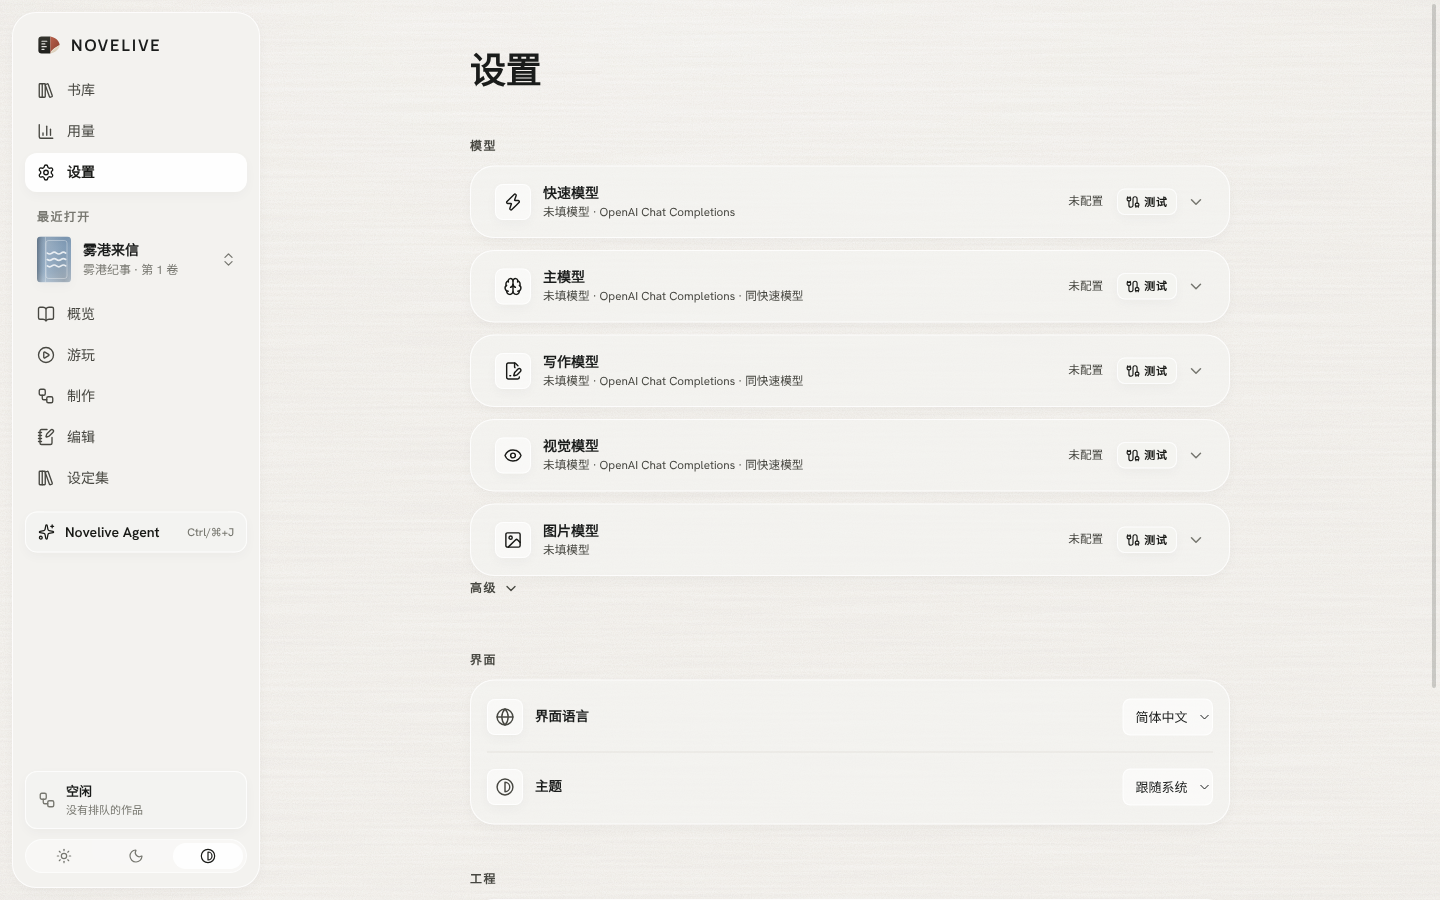 NOVELIVE
书库
用量
设置
最近打开
雾港来信
雾港纪事 · 第 1 卷
概览
游玩
制作
编辑
设定集
Novelive Agent Ctrl/⌘+J
空闲
没有排队的作品
设置
模型
快速模型
未填模型 · OpenAI Chat Completions
未配置 测试
主模型
未填模型 · OpenAI Chat Completions · 同快速模型
未配置 测试
写作模型
未填模型 · OpenAI Chat Completions · 同快速模型
未配置 测试
视觉模型
未填模型 · OpenAI Chat Completions · 同快速模型
未配置 测试
图片模型
未填模型
未配置 测试
高级
界面
界面语言 简体中文
主题 跟随系统
工程